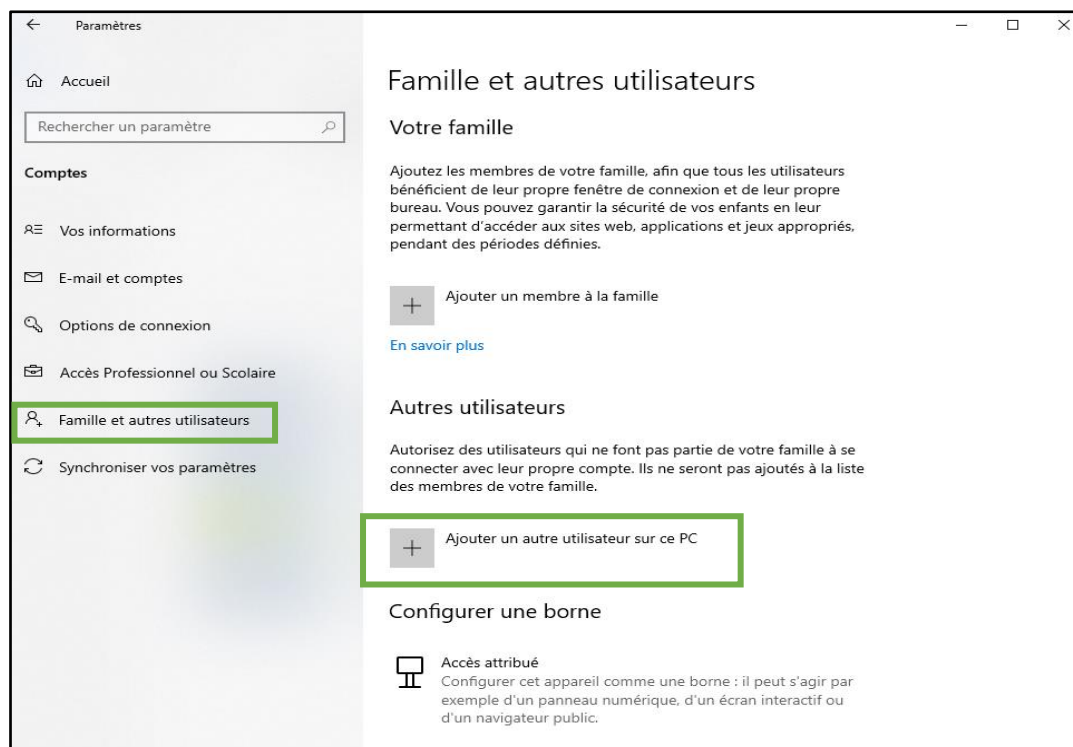 Paramètres
Accueil
Rechercher un paramètre
Comptes
Vos informations
E-mail et comptes
Options de connexion
Accès Professionnel ou Scolaire
Famille et autres utilisateurs
Synchroniser vos paramètres
Famille et autres utilisateurs
Votre famille
Ajoutez les membres de votre famille, afin que tous les utilisateurs
bénéficient de leur propre fenêtre de connexion et de leur propre
bureau. Vous pouvez garantir la sécurité de vos enfants en leur
permettant d'accéder aux sites web, applications et jeux appropriés,
pendant des périodes définies.
Ajouter un membre à la famille
En savoir plus
Autres utilisateurs
Autorisez des utilisateurs qui ne font pas partie de votre famille à se
connecter avec leur propre compte. Ils ne seront pas ajoutés à la liste
des membres de votre famille.
Ajouter un autre utilisateur sur ce PC
Configurer une borne
Accès attribué
Configurer cet appareil comme une borne : il peut s'agir par
exemple d'un panneau numérique, d'un écran interactif ou
d'un navigateur public.